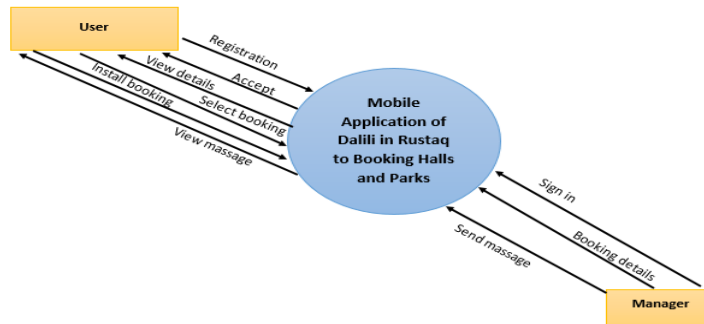 User
Registration
Accept
View details
Select booking
Install booking
View massage
Mobile
Application of
Dalili in Rustaq
to Booking Halls
and Parks
Sign in
Booking details
Send massage
Manager